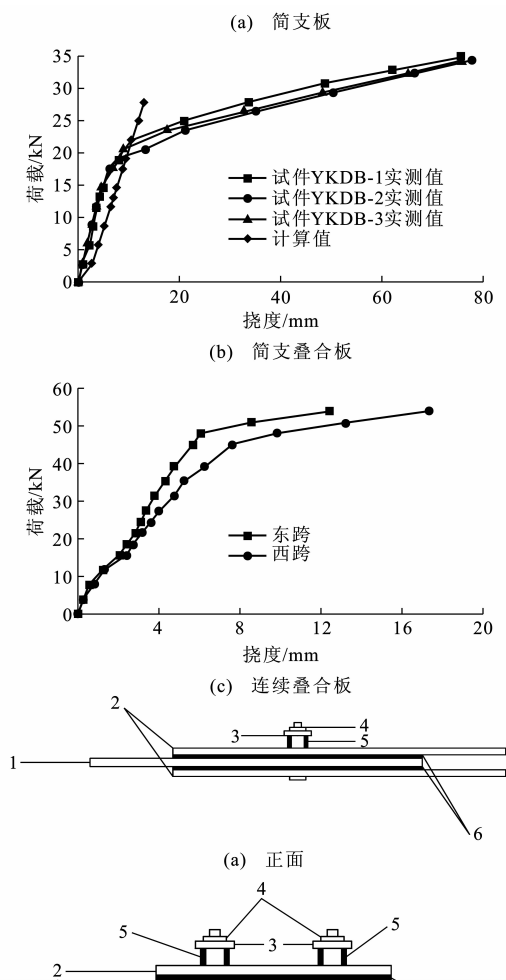 (a) 简支板
35
30
25
20
15
10
5
0
荷载/kN
试件YKDB-1实测值
试件YKDB-2实测值
试件YKDB-3实测值
计算值
20 40 60 80
挠度/mm
(b) 简支叠合板
60
50
40
30
20
10
0
荷载/kN
东跨
西跨
4 8 12 16 20
挠度/mm
(c) 连续叠合板
2
4
3
5
1
6
(a) 正面
4
5 5
3
2